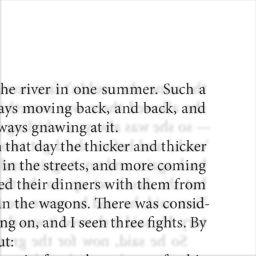 he river in one summer. Such a
ays moving back, and back, and
ways gnawing at it.
that day the thicker and thicker
in the streets, and more coming
ed their dinners with them from
in the wagons. There was consid-
ng on, and I seen three fights. By
ut: